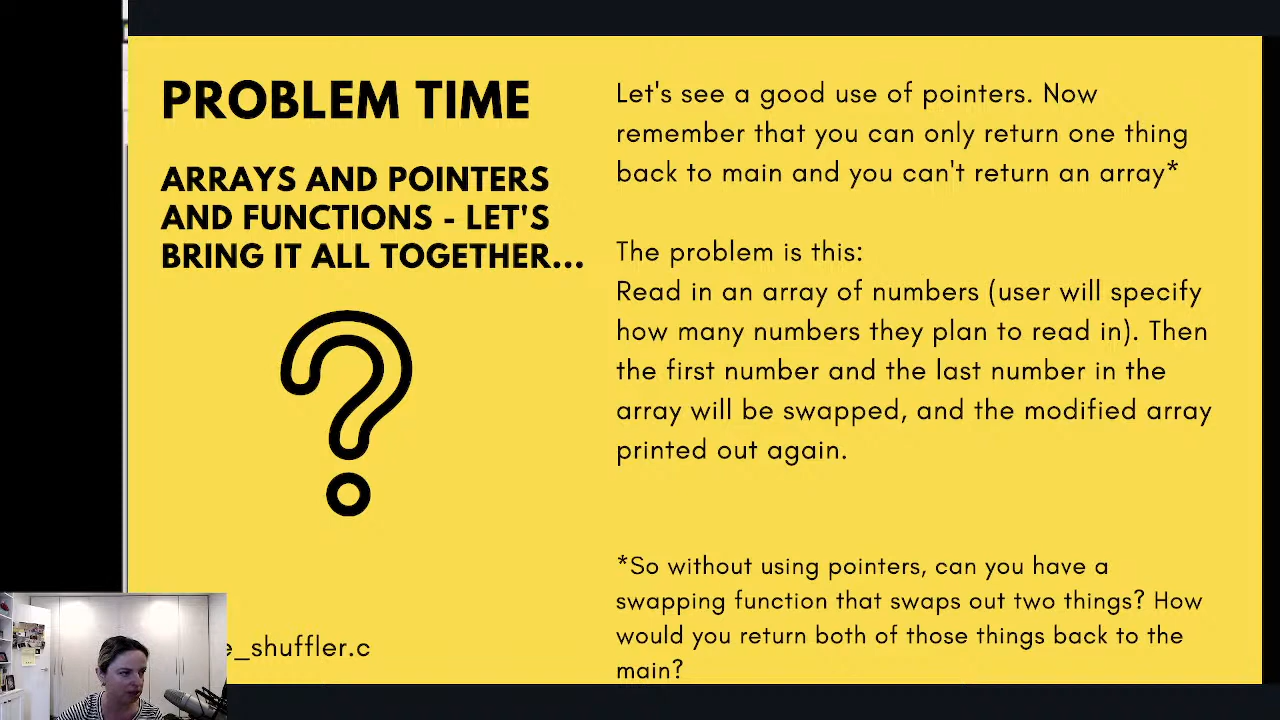 PROBLEM TIME
ARRAYS AND POINTERS
AND FUNCTIONS - LET'S
BRING IT ALL TOGETHER...
Let's see a good use of pointers. Now
remember that you can only return one thing
back to main and you can't return an array*
The problem is this:
Read in an array of numbers (user will specify
how many numbers they plan to read in). Then
the first number and the last number in the
array will be swapped, and the modified array
printed out again.
*So without using pointers, can you have a
swapping function that swaps out two things? How
would you return both of those things back to the
main?
e_shuffler.c